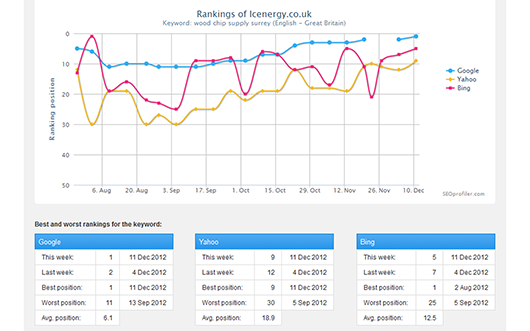 Rankings of lcenergy.co.uk
Keyword: wood chip supply surrey (English - Great Britain)
Ranking position
0
10
20
30
40
50
6. Aug
20. Aug
3. Sep
17. Sep
1. Oct
15. Oct
29. Oct
12. Nov
26. Nov
10. Dec
Google
Yahoo
Bing
SEOprofiler.com
Best and worst rankings for the keyword:
Google
This week: 1 11 Dec 2012
Last week: 2 4 Dec 2012
Best position: 1 11 Dec 2012
Worst position: 11 13 Sep 2012
Avg. position: 6.1
Yahoo
This week: 9 11 Dec 2012
Last week: 12 4 Dec 2012
Best position: 9 11 Dec 2012
Worst position: 30 5 Sep 2012
Avg. position: 18.9
Bing
This week: 5 11 Dec 2012
Last week: 7 4 Dec 2012
Best position: 1 2 Aug 2012
Worst position: 25 5 Sep 2012
Avg. position: 12.5